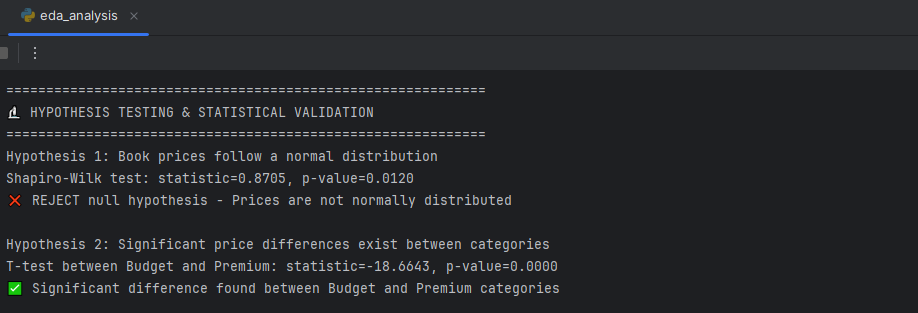 eda_analysis
============================================================
🔬 HYPOTHESIS TESTING & STATISTICAL VALIDATION
============================================================
Hypothesis 1: Book prices follow a normal distribution
Shapiro-Wilk test: statistic=0.8705, p-value=0.0120
❌ REJECT null hypothesis - Prices are not normally distributed
Hypothesis 2: Significant price differences exist between categories
T-test between Budget and Premium: statistic=-18.6643, p-value=0.0000
✅ Significant difference found between Budget and Premium categories